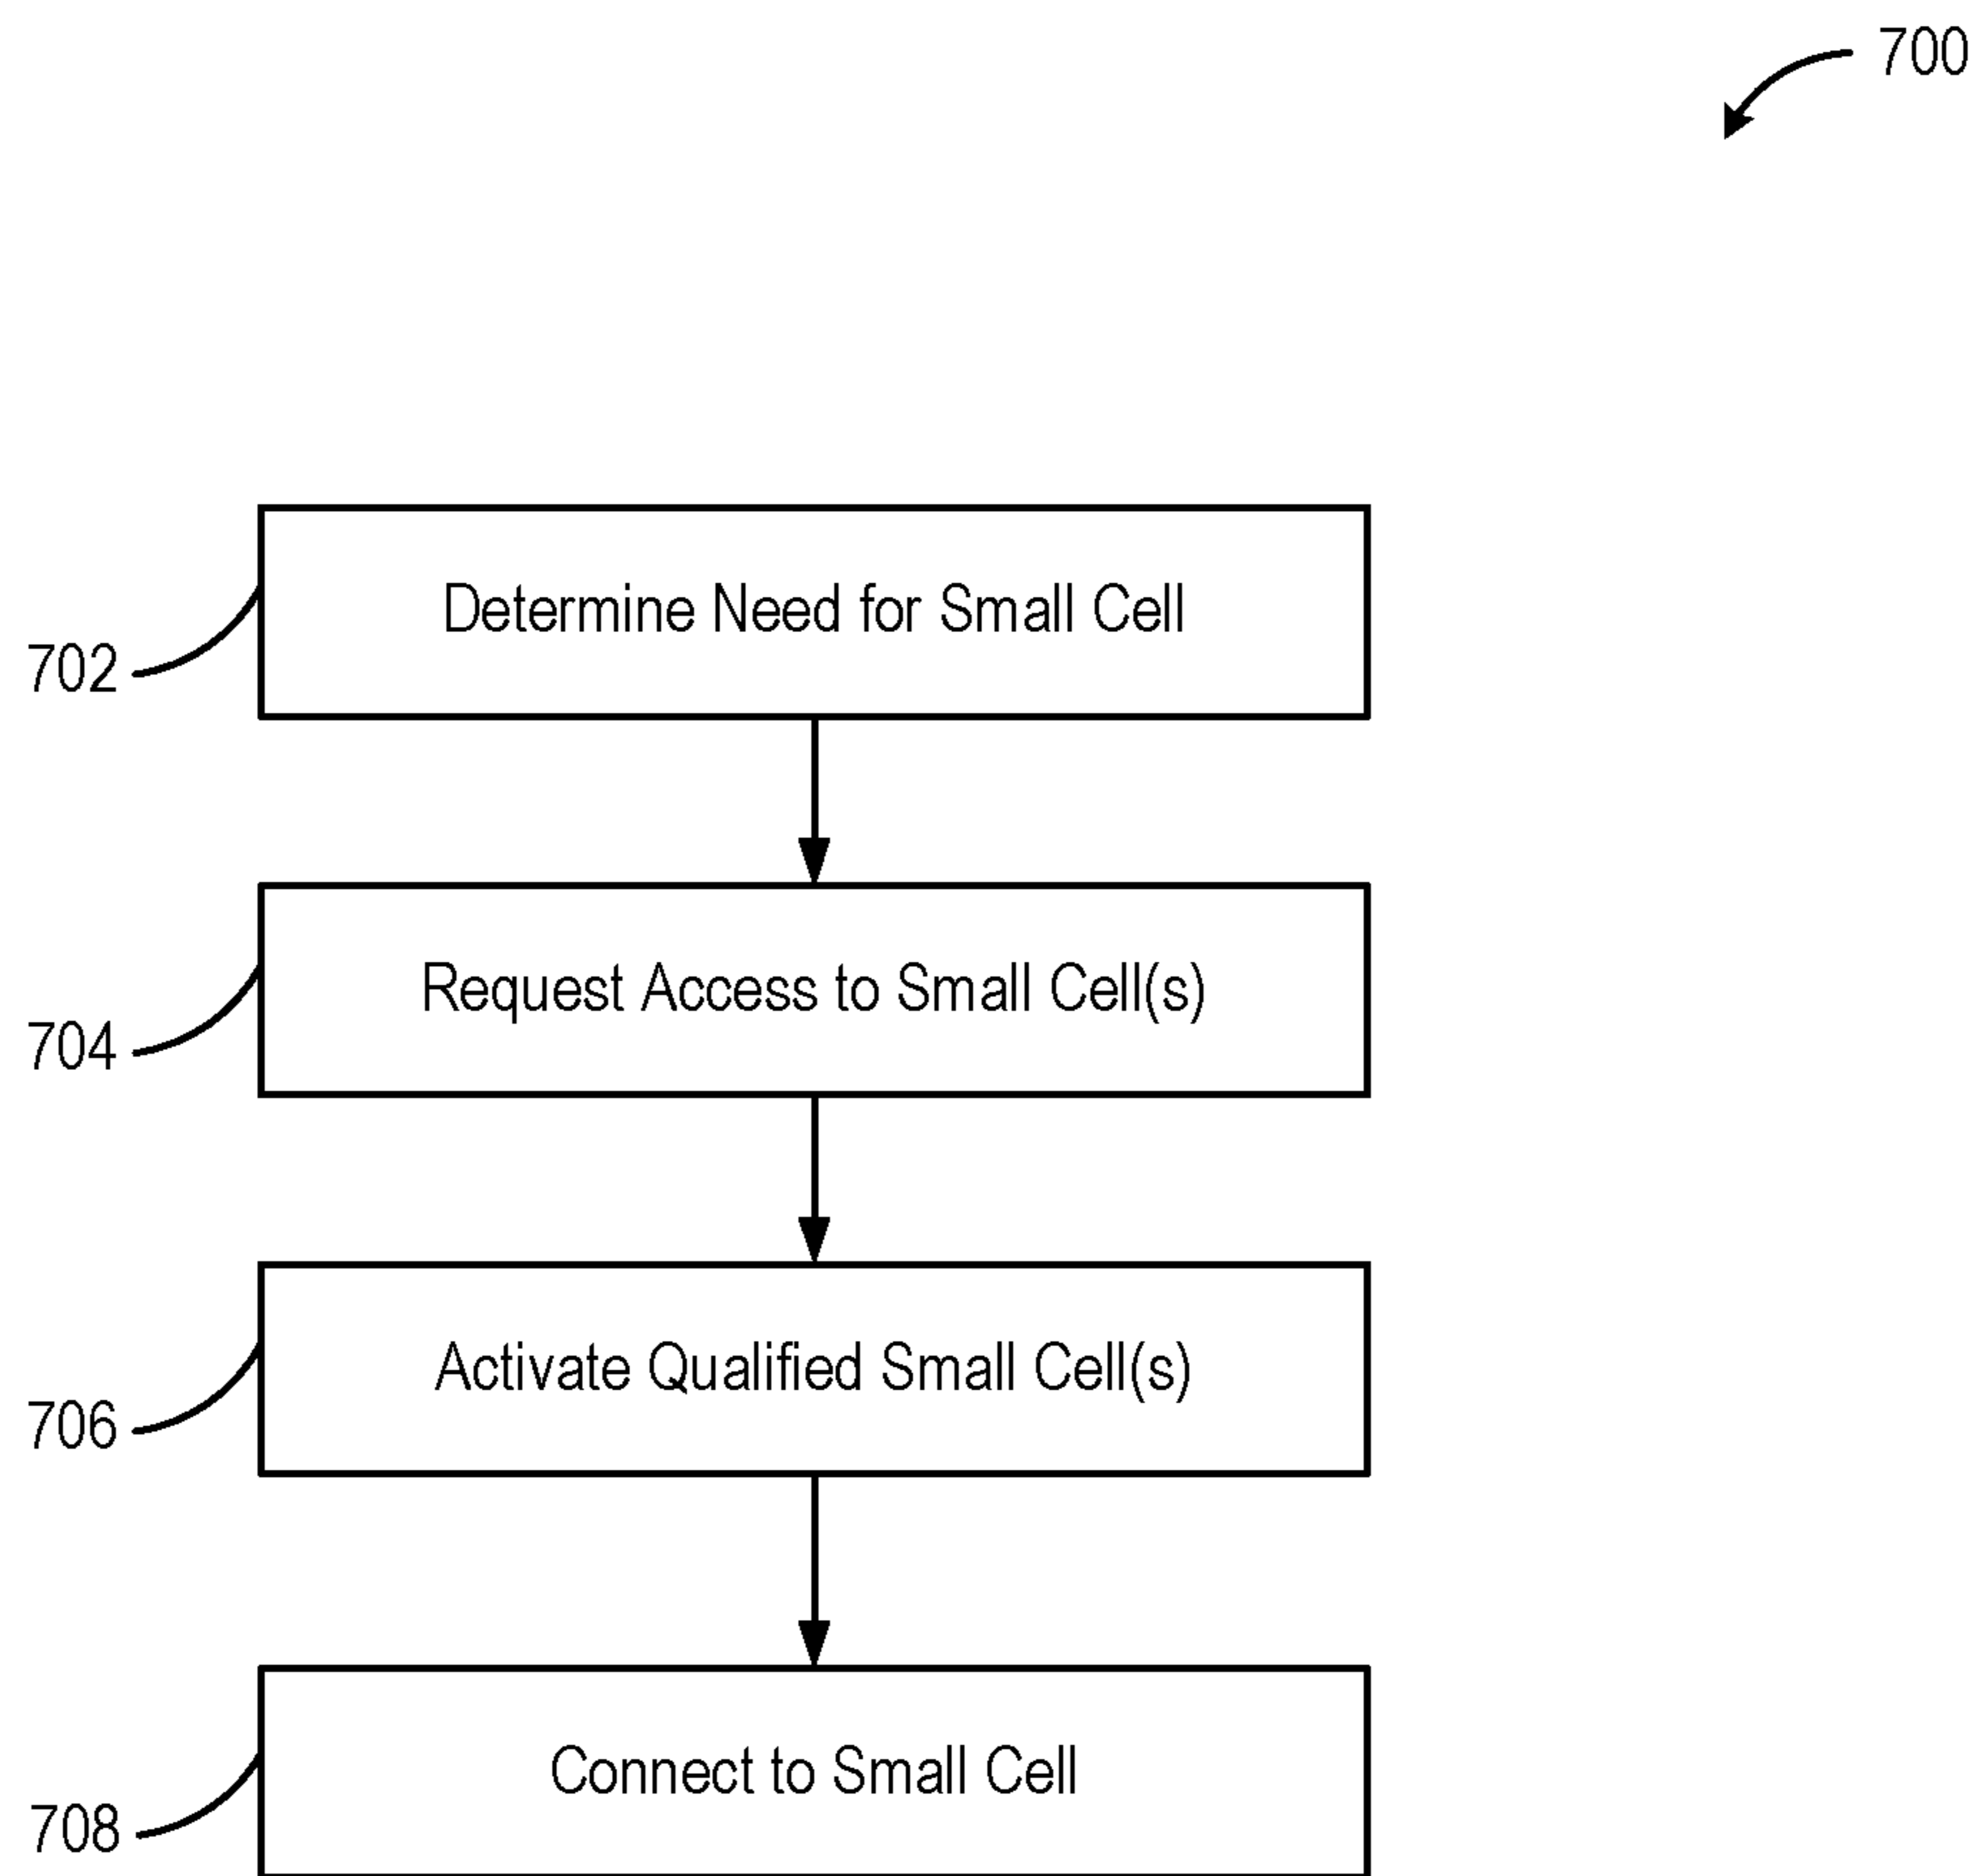 700
Determine Need for Small Cell
702
Request Access to Small Cell(s)
704
Activate Qualified Small Cell(s)
706
Connect to Small Cell
708